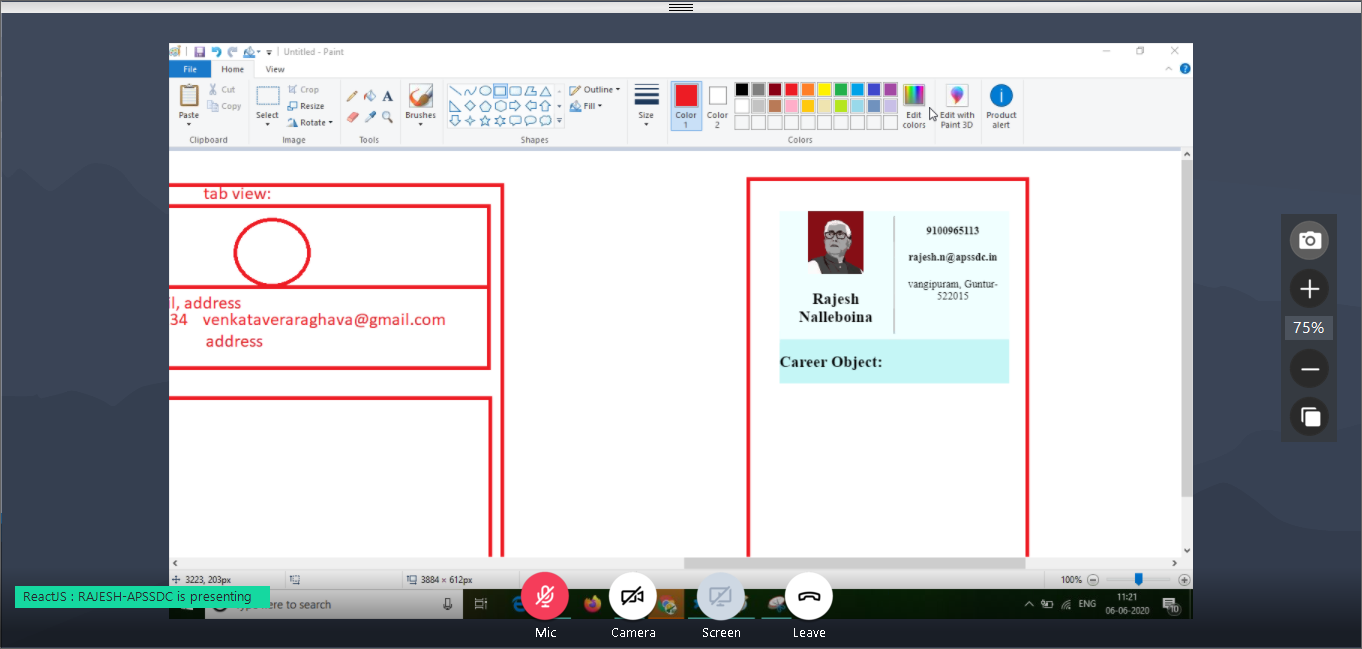 Untitled - Paint
File
Home
View
Paste
Cut
Copy
Clipboard
Select
Crop
Resize
Rotate
Image
A
Tools
Brushes
Outline
Fill
Shapes
Size
Color
1
Color
2
Colors
Edit
colors
Edit with
Paint 3D
Product
alert
tab view:
il, address
34 venkataveraraghava@gmail.com
address
Rajesh
Nalleboina
9100965113
rajesh.n@apssdc.in
vangipuram, Guntur-
522015
Career Object:
75%
3223, 203px
3884 × 612px
100%
ReactJS : RAJESH-APSSDC is presenting
here to search
ENG
11:21
06-06-2020
10
Mic
Camera
Screen
Leave